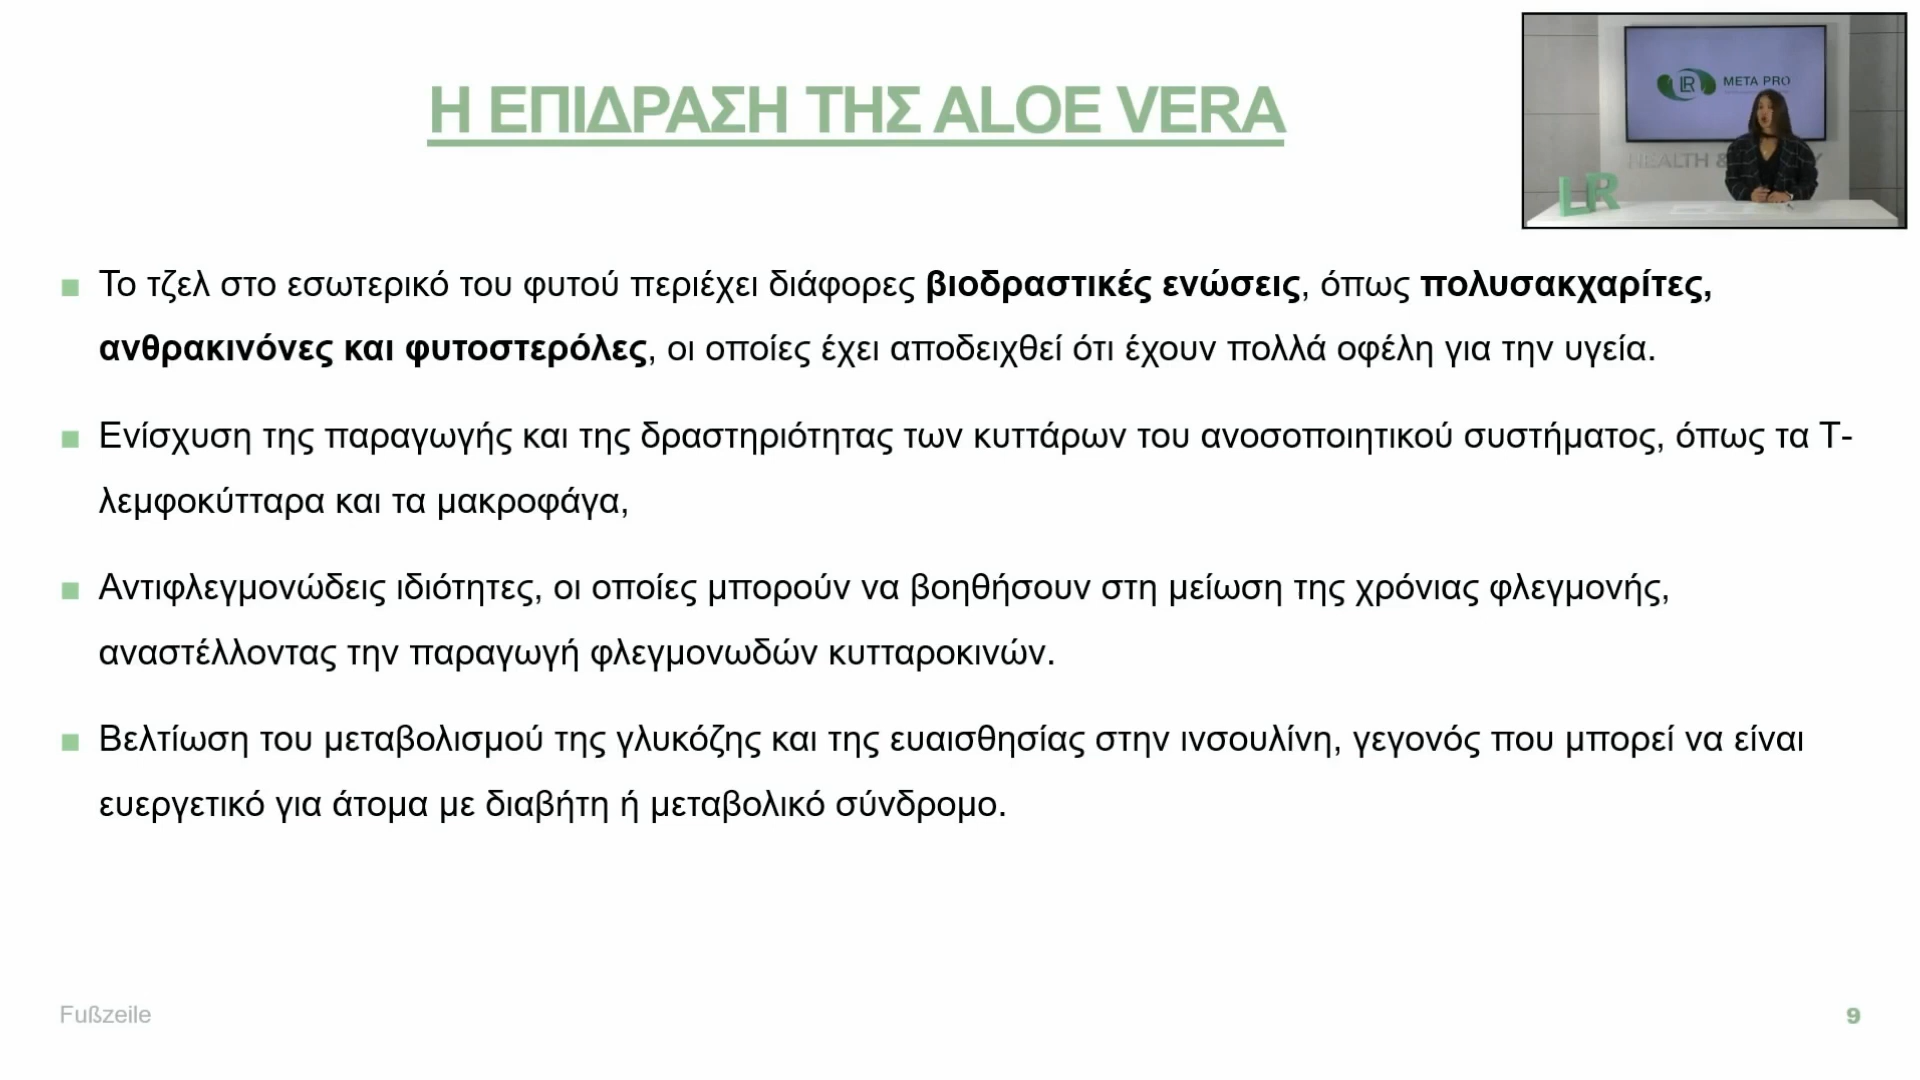 Η ΕΠΙΔΡΑΣΗ ΤΗΣ ALOE VERA
LR
META PRO
HEALTH &
LR
Το τζελ στο εσωτερικό του φυτού περιέχει διάφορες βιοδραστικές ενώσεις, όπως πολυσακχαρίτες,
ανθρακινόνες και φυτοστερόλες, οι οποίες έχει αποδειχθεί ότι έχουν πολλά οφέλη για την υγεία.
Ενίσχυση της παραγωγής και της δραστηριότητας των κυττάρων του ανοσοποιητικού συστήματος, όπως τα Τ-
λεμφοκύτταρα και τα μακροφάγα,
Αντιφλεγμονώδεις ιδιότητες, οι οποίες μπορούν να βοηθήσουν στη μείωση της χρόνιας φλεγμονής,
αναστέλλοντας την παραγωγή φλεγμονωδών κυτταροκινών.
Βελτίωση του μεταβολισμού της γλυκόζης και της ευαισθησίας στην ινσουλίνη, γεγονός που μπορεί να είναι
ευεργετικό για άτομα με διαβήτη ή μεταβολικό σύνδρομο.
Fußzeile
9